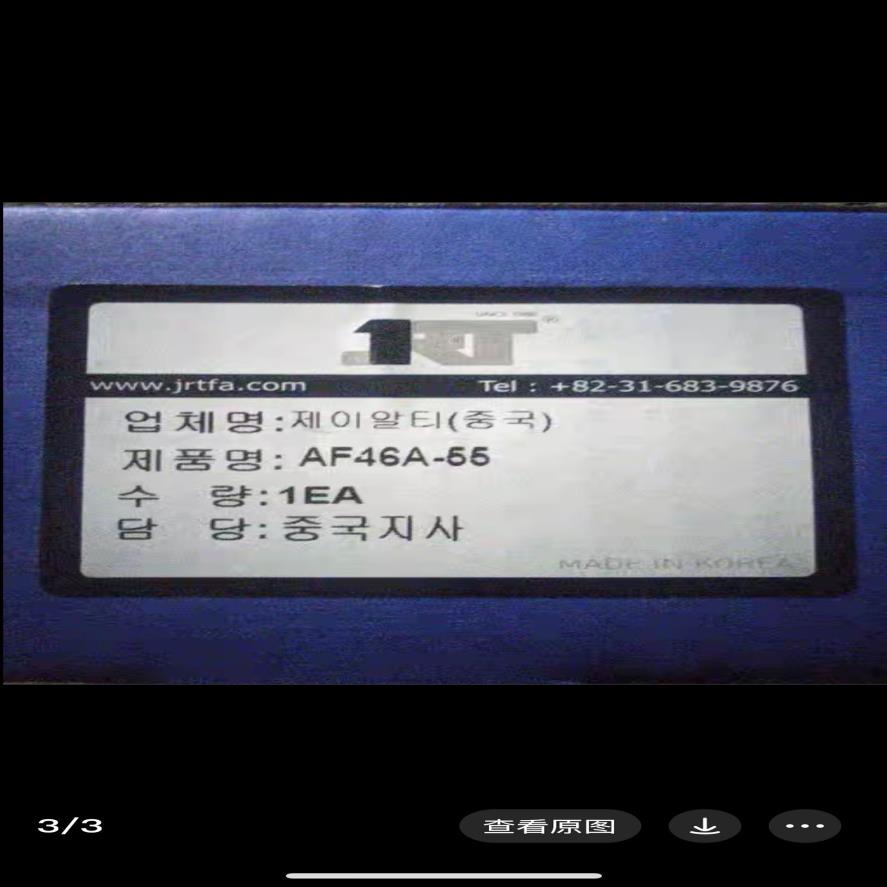 SINCE 1986
JRT®
www.jrtfa.com Tel : +82-31-683-9876
업체명:제이알티(중국)
제품명: AF46A-55
수 량:1EA
담 당:중국지사
MADE IN KOREA
3/3 查看原图